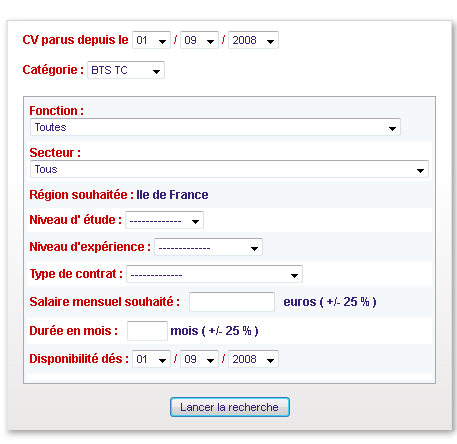 CV parus depuis le 01 / 09 / 2008
Catégorie : BTS TC
Fonction :
Toutes
Secteur :
Tous
Région souhaitée : Ile de France
Niveau d' étude : -------------
Niveau d'expérience : -------------
Type de contrat : -------------
Salaire mensuel souhaité : euros ( +/- 25 % )
Durée en mois : mois ( +/- 25 % )
Disponibilité dés : 01 / 09 / 2008
Lancer la recherche